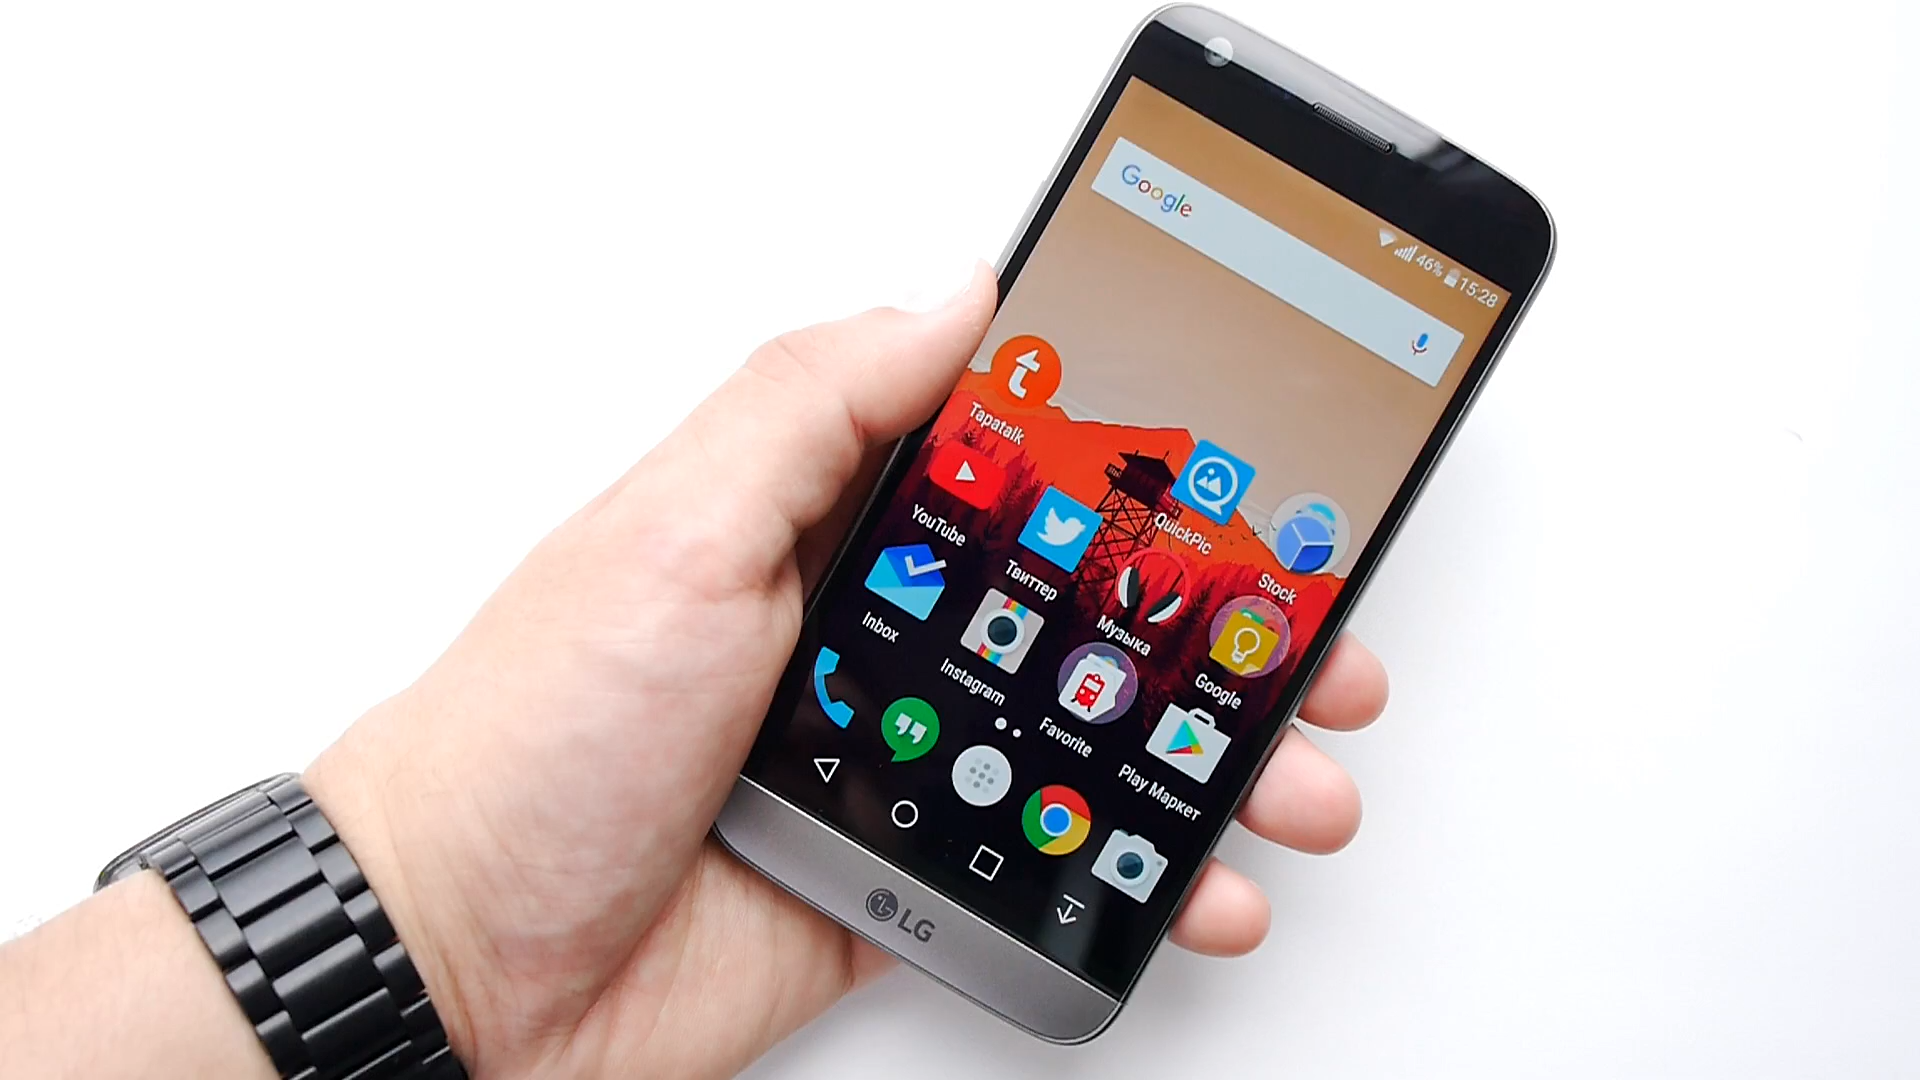 46% 15:28
Google
Tapatalk
YouTube
Твиттер
QuickPic
Stock
Inbox
Instagram
Музыка
Google
Favorite
Play Маркет
LG